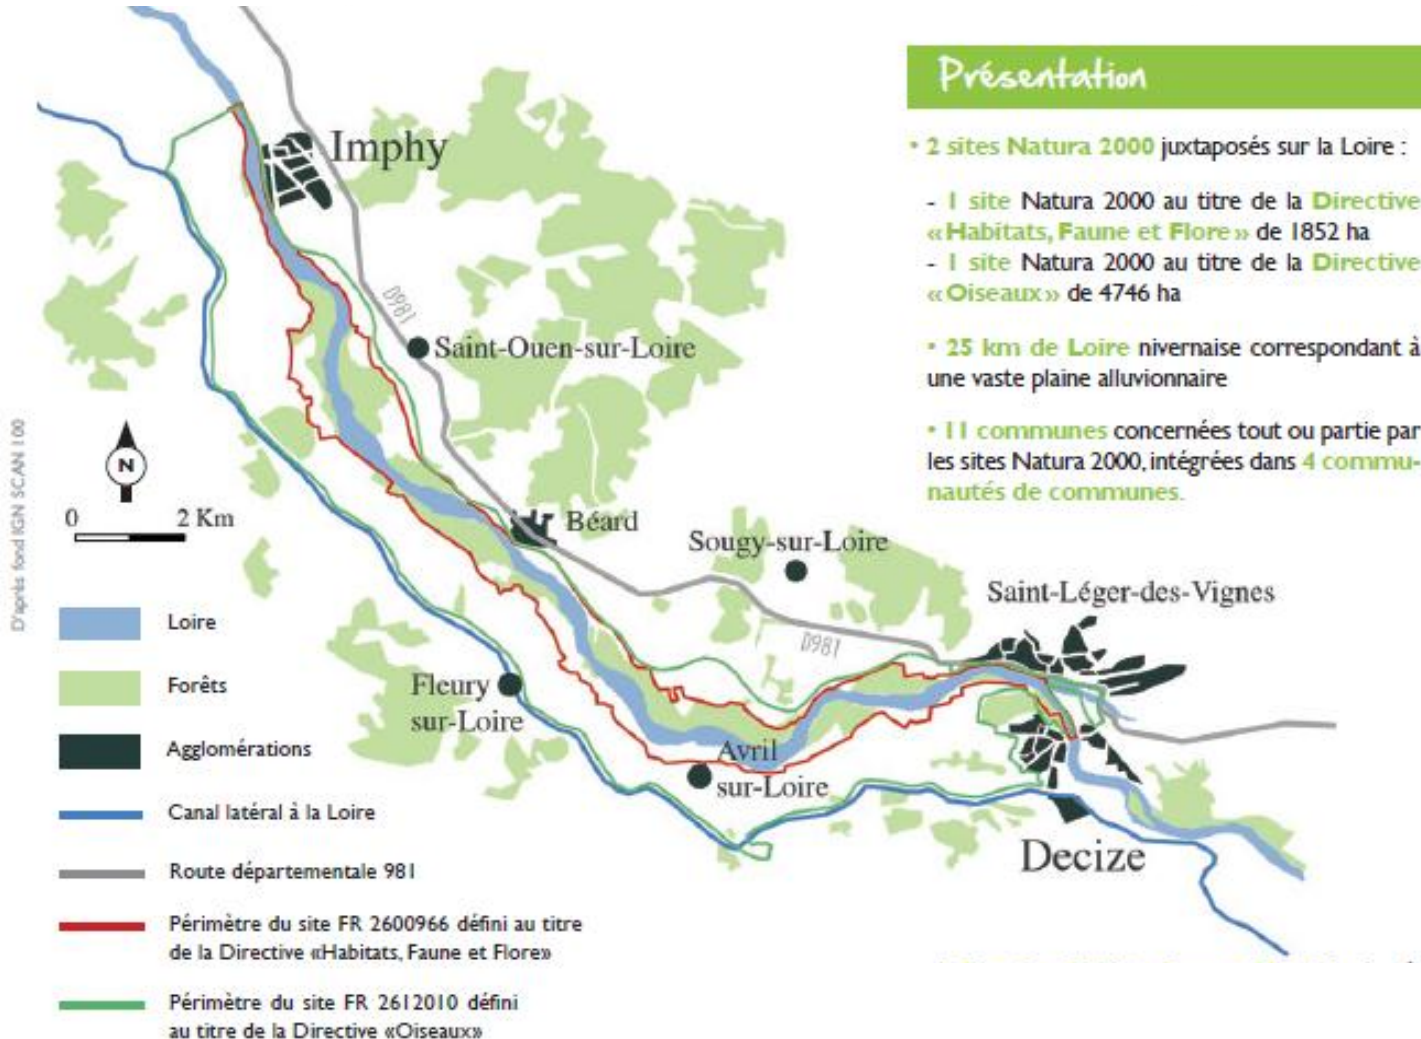 Imphy
D981
Saint-Ouen-sur-Loire
Béard
Sougy-sur-Loire
D981
Saint-Léger-des-Vignes
Fleury
sur-Loire
Avril
sur-Loire
Decize
D'après fond IGN SCAN 100
N
0 2 Km
Loire
Forêts
Agglomérations
Canal latéral à la Loire
Route départementale 981
Périmètre du site FR 2600966 défini au titre
de la Directive «Habitats, Faune et Flore»
Périmètre du site FR 2612010 défini
au titre de la Directive «Oiseaux»
Présentation
• 2 sites Natura 2000 juxtaposés sur la Loire :
- 1 site Natura 2000 au titre de la Directive
«Habitats, Faune et Flore» de 1852 ha
- 1 site Natura 2000 au titre de la Directive
«Oiseaux» de 4746 ha
• 25 km de Loire nivernaise correspondant à
une vaste plaine alluvionnaire
• 11 communes concernées tout ou partie par
les sites Natura 2000, intégrées dans 4 commu-
nautés de communes.